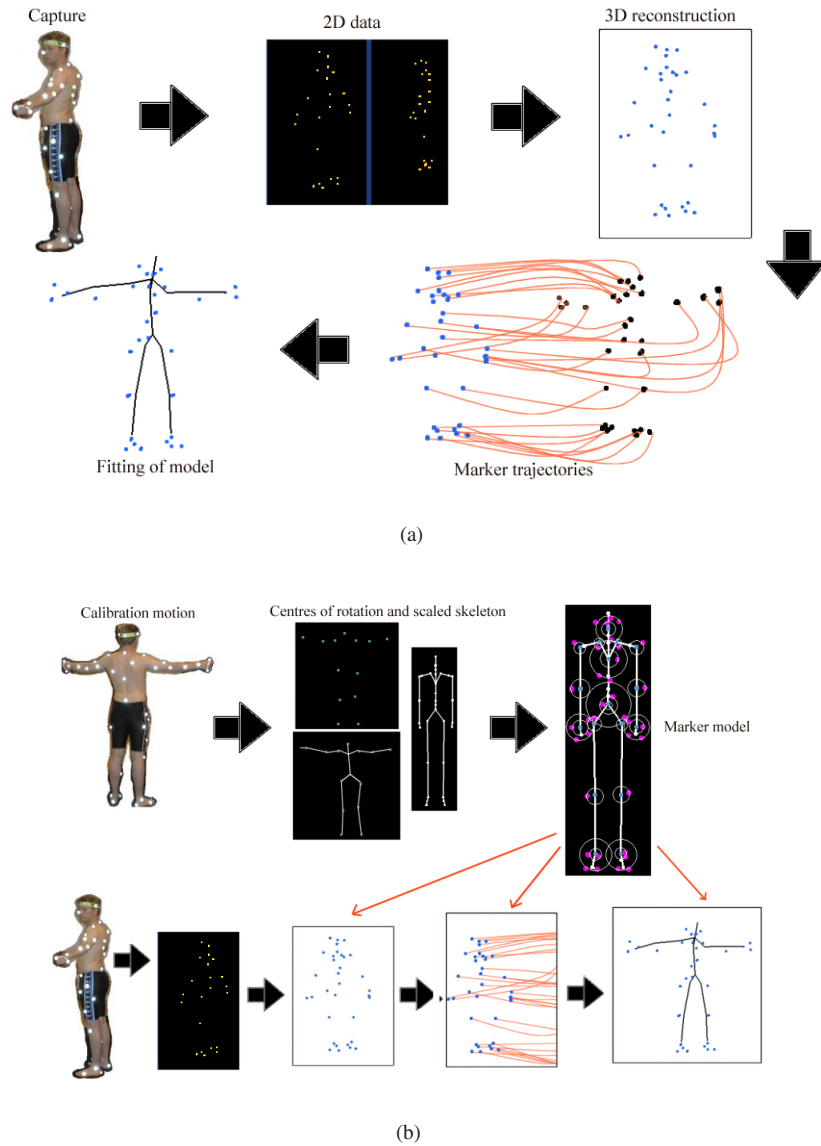 Capture
2D data
3D reconstruction
Fitting of model
Marker trajectories
(a)
Calibration motion
Centres of rotation and scaled skeleton
Marker model
(b)